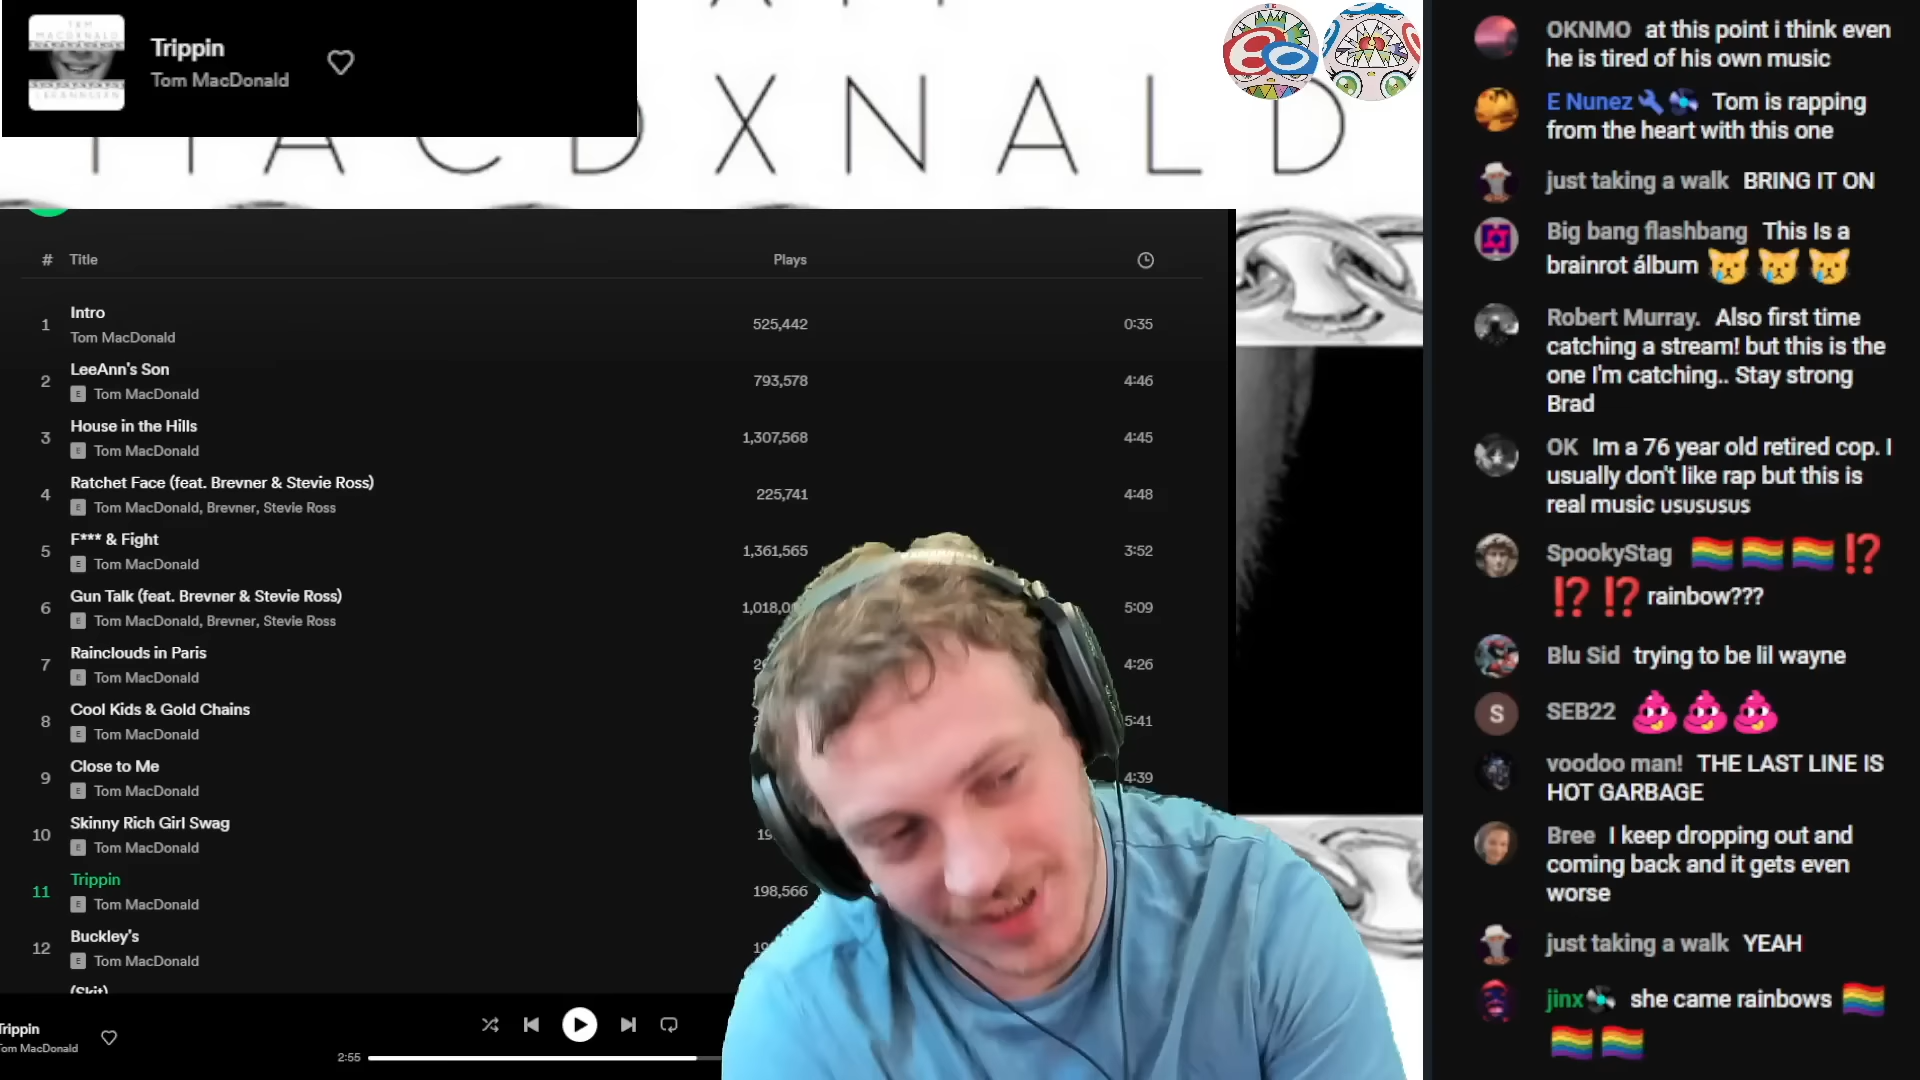 TXM
MACDXNALD
LEEANNSEXN
Trippin
Tom MacDonald
MACDXNALD
# Title Plays
1 Intro 525,442 0:35
Tom MacDonald
2 LeeAnn's Son 793,578 4:46
E Tom MacDonald
3 House in the Hills 1,307,568 4:45
E Tom MacDonald
4 Ratchet Face (feat. Brevner & Stevie Ross) 225,741 4:48
E Tom MacDonald, Brevner, Stevie Ross
5 F*** & Fight 1,361,565 3:52
E Tom MacDonald
6 Gun Talk (feat. Brevner & Stevie Ross) 1,018,0 5:09
E Tom MacDonald, Brevner, Stevie Ross
7 Rainclouds in Paris 4:26
E Tom MacDonald
8 Cool Kids & Gold Chains 5:41
E Tom MacDonald
9 Close to Me 4:39
E Tom MacDonald
10 Skinny Rich Girl Swag 19
E Tom MacDonald
11 Trippin 198,566
E Tom MacDonald
12 Buckley's 19
E Tom MacDonald
(Skit)
Trippin
Tom MacDonald
2:55
OKNMO at this point i think even
he is tired of his own music
E Nunez Tom is rapping
from the heart with this one
just taking a walk BRING IT ON
Big bang flashbang This Is a
brainrot álbum
Robert Murray. Also first time
catching a stream! but this is the
one I'm catching.. Stay strong
Brad
OK Im a 76 year old retired cop. I
usually don't like rap but this is
real music usususus
SpookyStag 🏳️‍🌈🏳️‍🌈🏳️‍🌈⁉️
⁉️⁉️ rainbow???
Blu Sid trying to be lil wayne
S SEB22
voodoo man! THE LAST LINE IS
HOT GARBAGE
Bree I keep dropping out and
coming back and it gets even
worse
just taking a walk YEAH
jinx she came rainbows 🏳️‍🌈
🏳️‍🌈🏳️‍🌈